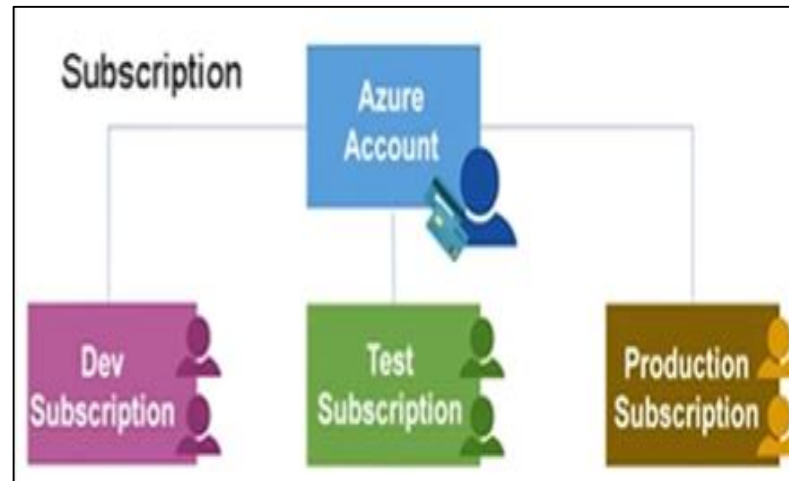 Subscription
Azure
Account
Dev
Subscription
Test
Subscription
Production
Subscription